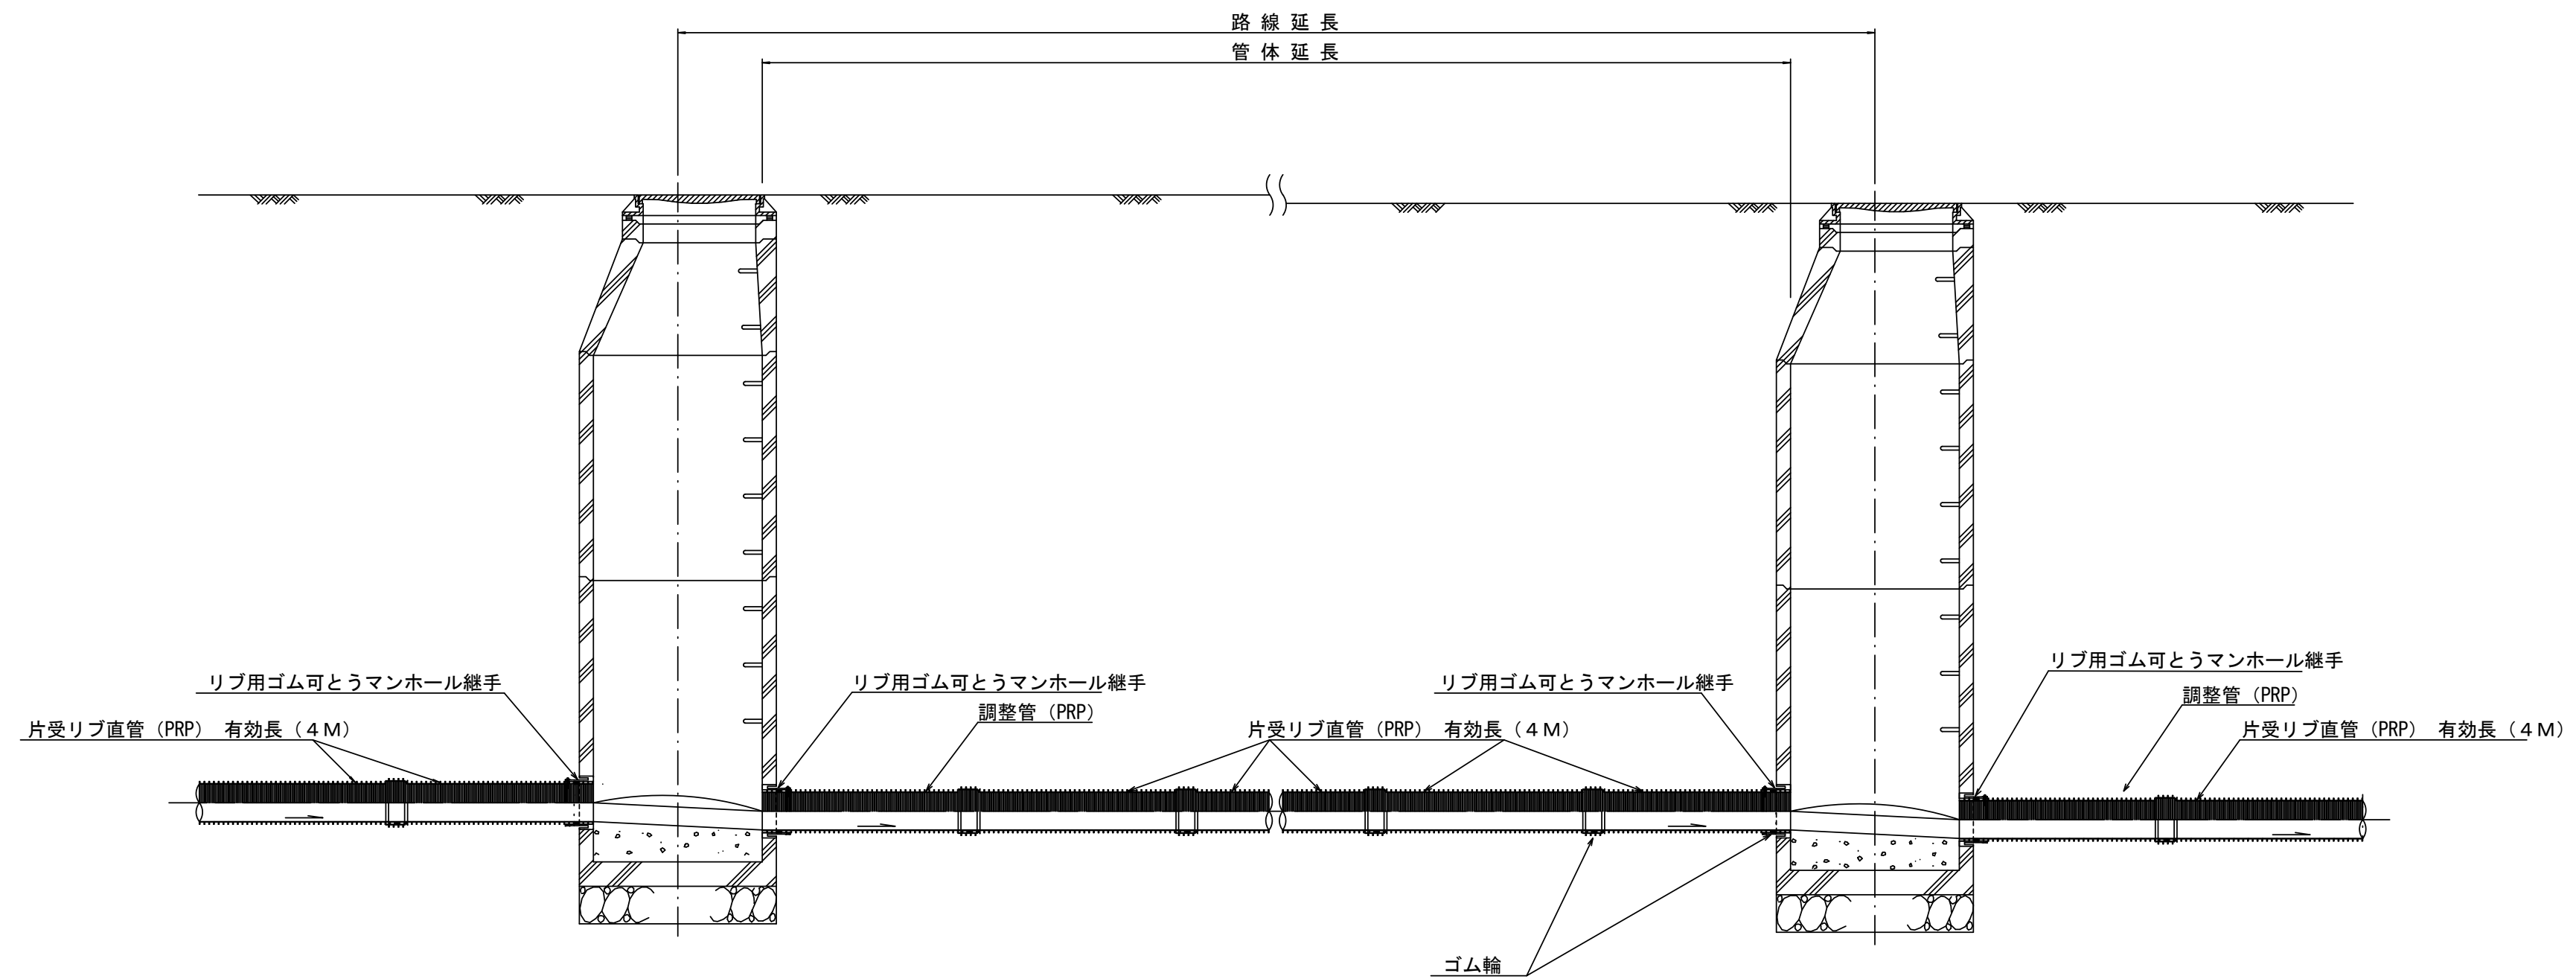 路線延長
管体延長
リブ用ゴム可とうマンホール継手
リブ用ゴム可とうマンホール継手
リブ用ゴム可とうマンホール継手
リブ用ゴム可とうマンホール継手
調整管(PRP)
調整管(PRP)
片受リブ直管(PRP) 有効長(4M)
片受リブ直管(PRP) 有効長(4M)
片受リブ直管(PRP) 有効長(4M)
ゴム輪